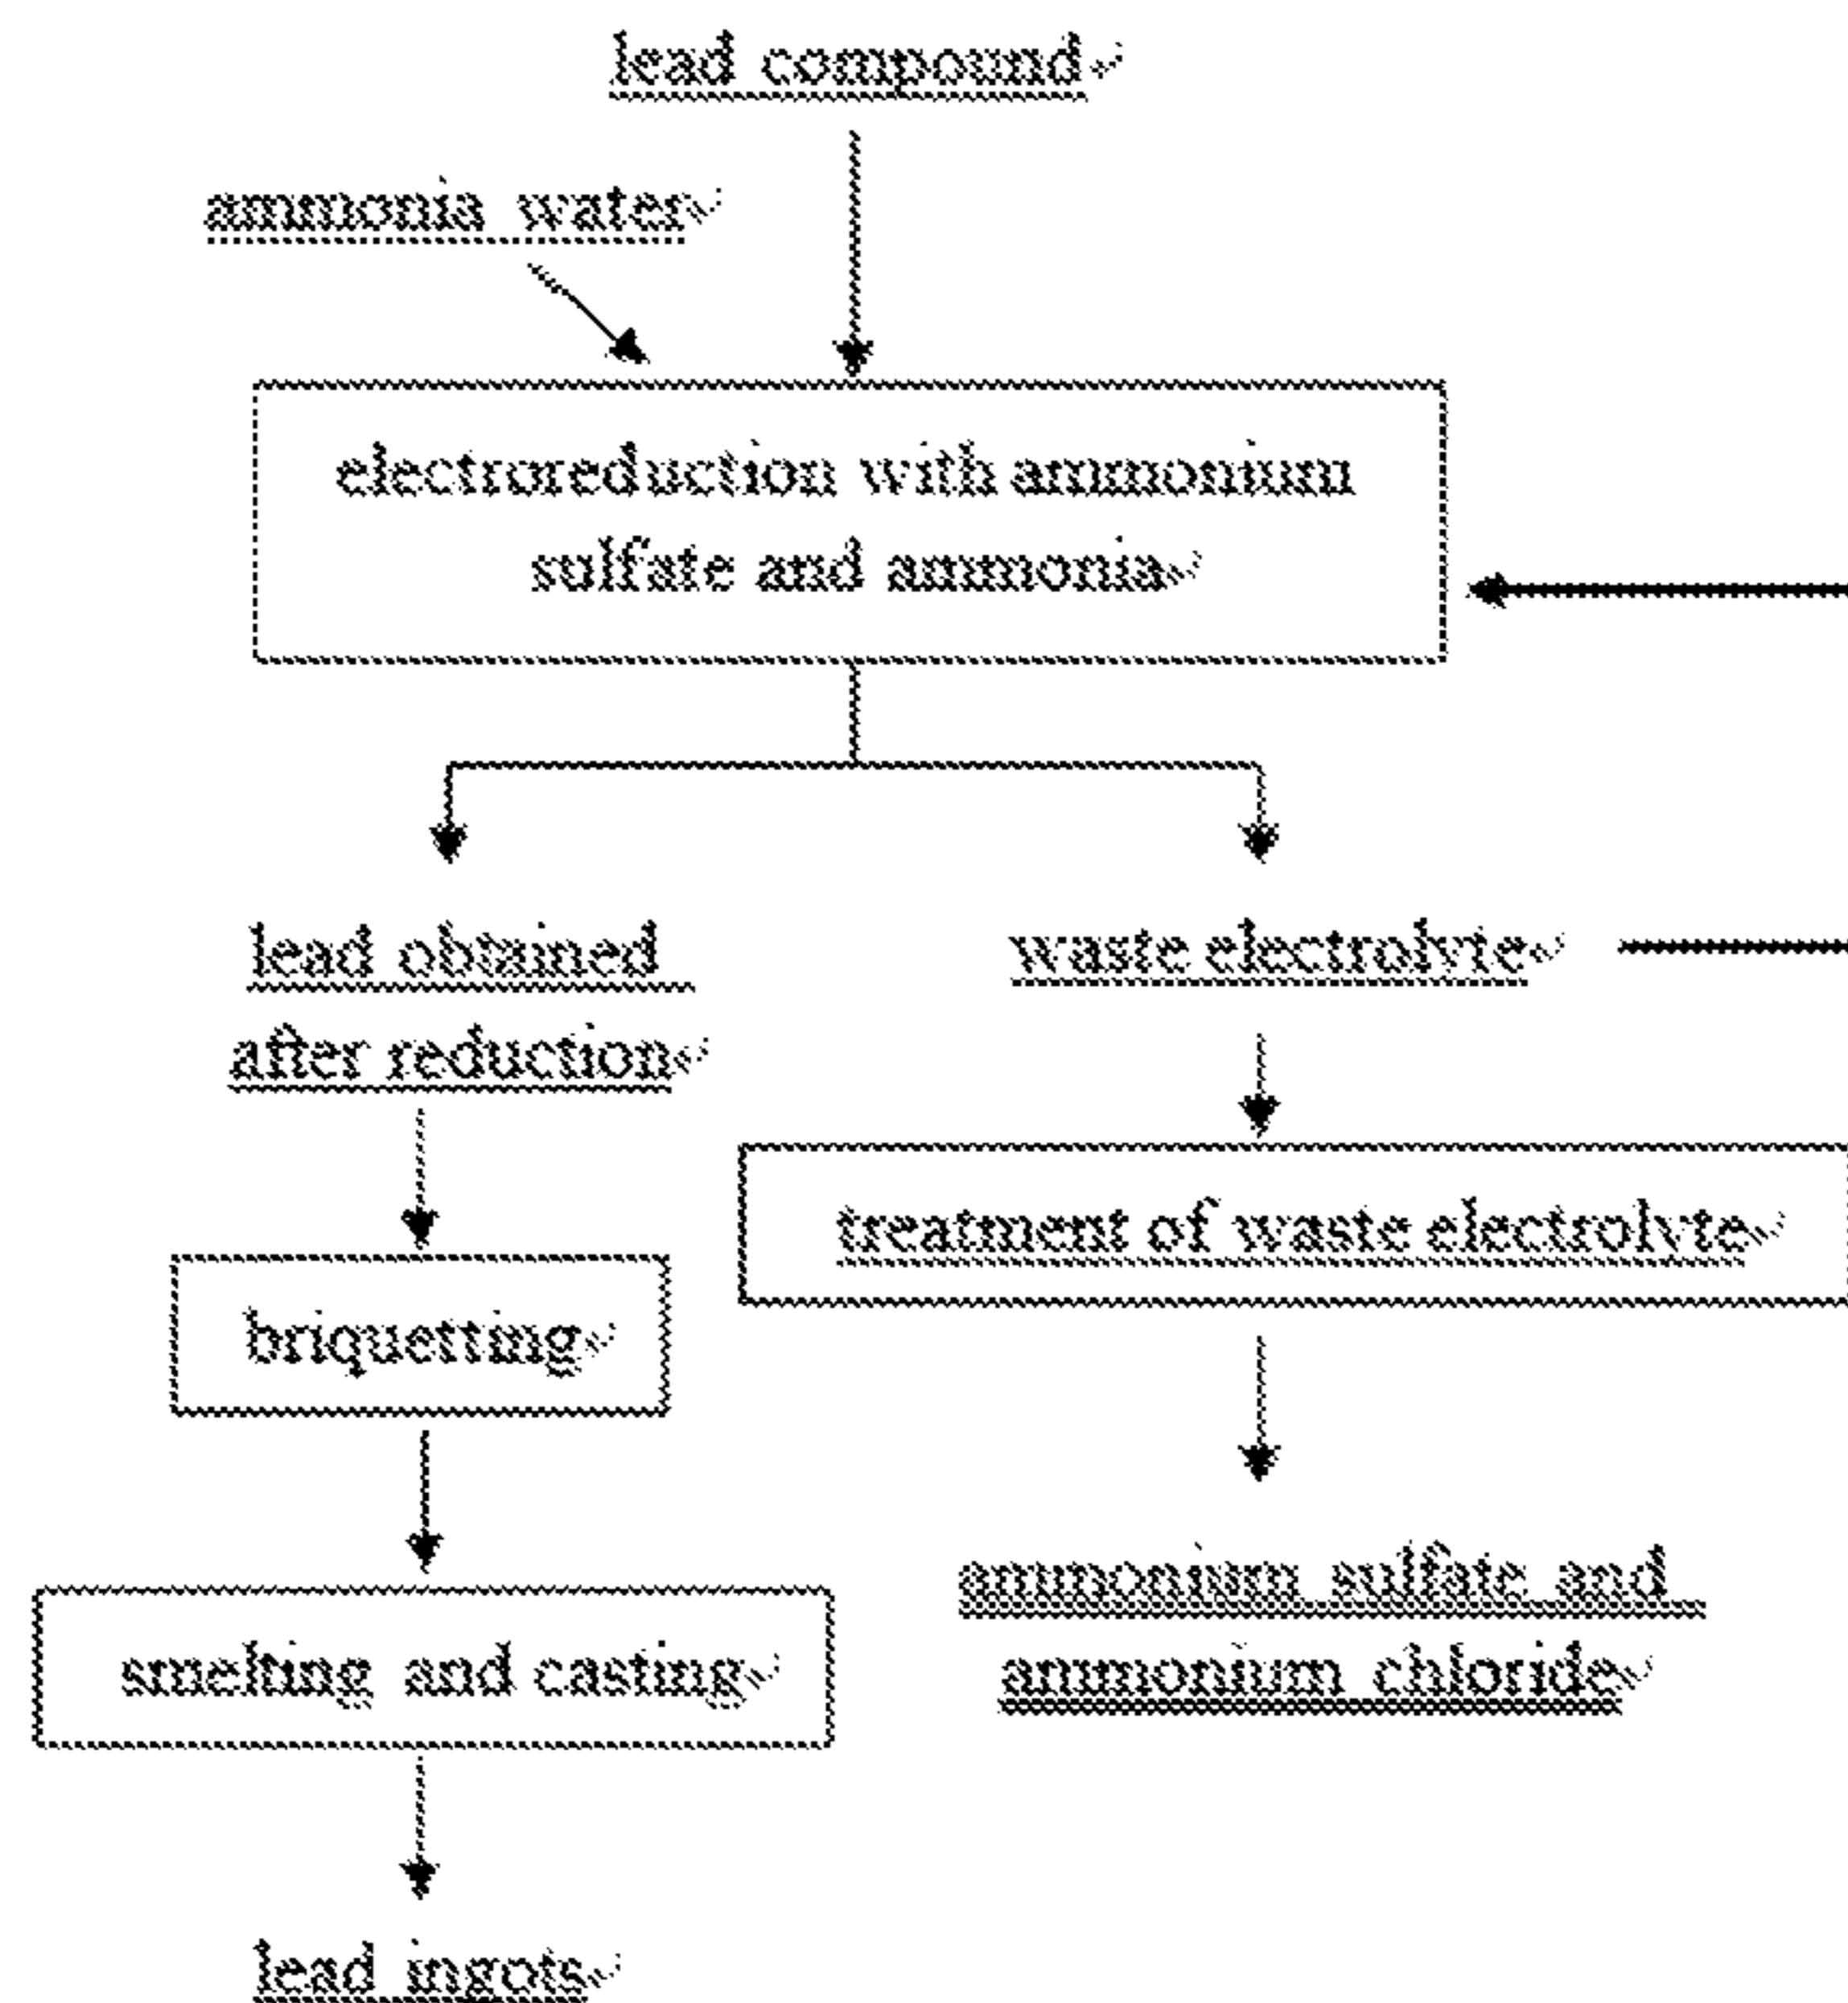 lead compound
ammonia water
electroreduction with ammonium
sulfate and ammonia
lead obtained
after reduction
waste electrolyte
treatment of waste electrolyte
briquetting
smelting and casting
ammonium sulfate and
ammonium chloride
lead ingots